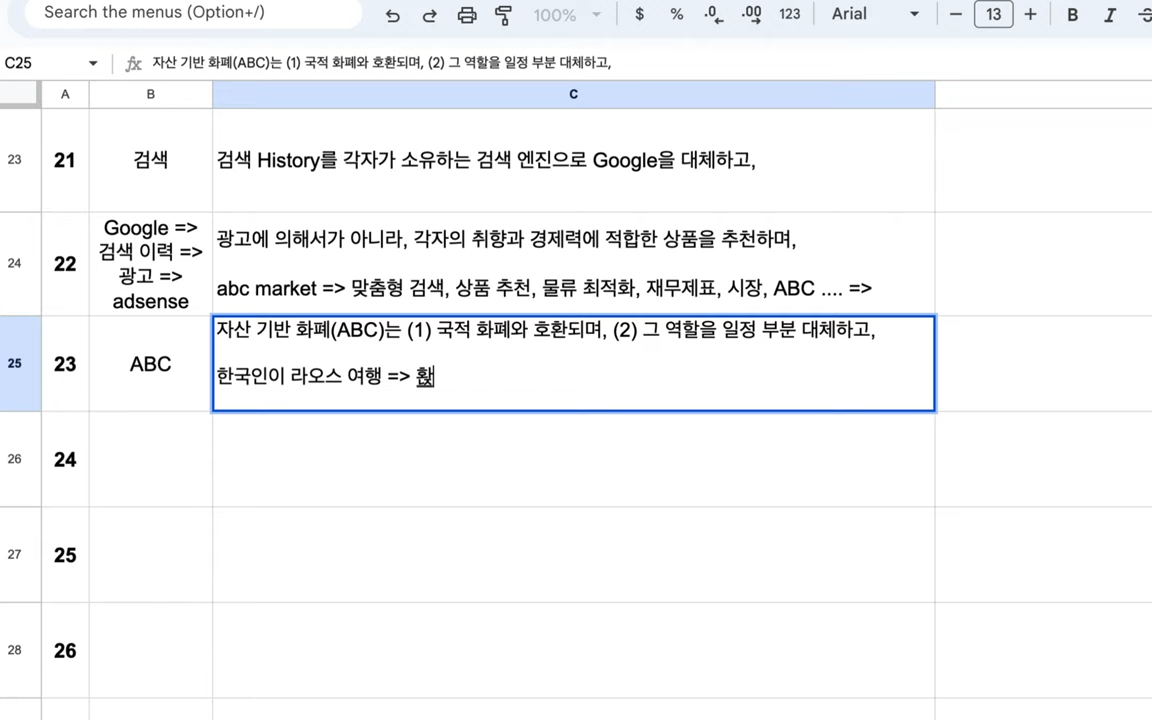 Search the menus (Option+/)
100%
$ % .0 .00 123
Arial
− 13 + B I
C25
fx 자산 기반 화폐(ABC)는 (1) 국적 화폐와 호환되며, (2) 그 역할을 일정 부분 대체하고,
A B C
23 21 검색 검색 History를 각자가 소유하는 검색 엔진으로 Google을 대체하고,
24 22
Google =>
검색 이력 =>
광고 =>
adsense
광고에 의해서가 아니라, 각자의 취향과 경제력에 적합한 상품을 추천하며,
abc market => 맞춤형 검색, 상품 추천, 물류 최적화, 재무제표, 시장, ABC .... =>
25 23 ABC
자산 기반 화폐(ABC)는 (1) 국적 화폐와 호환되며, (2) 그 역할을 일정 부분 대체하고,
한국인이 라오스 여행 =>
26 24
27 25
28 26